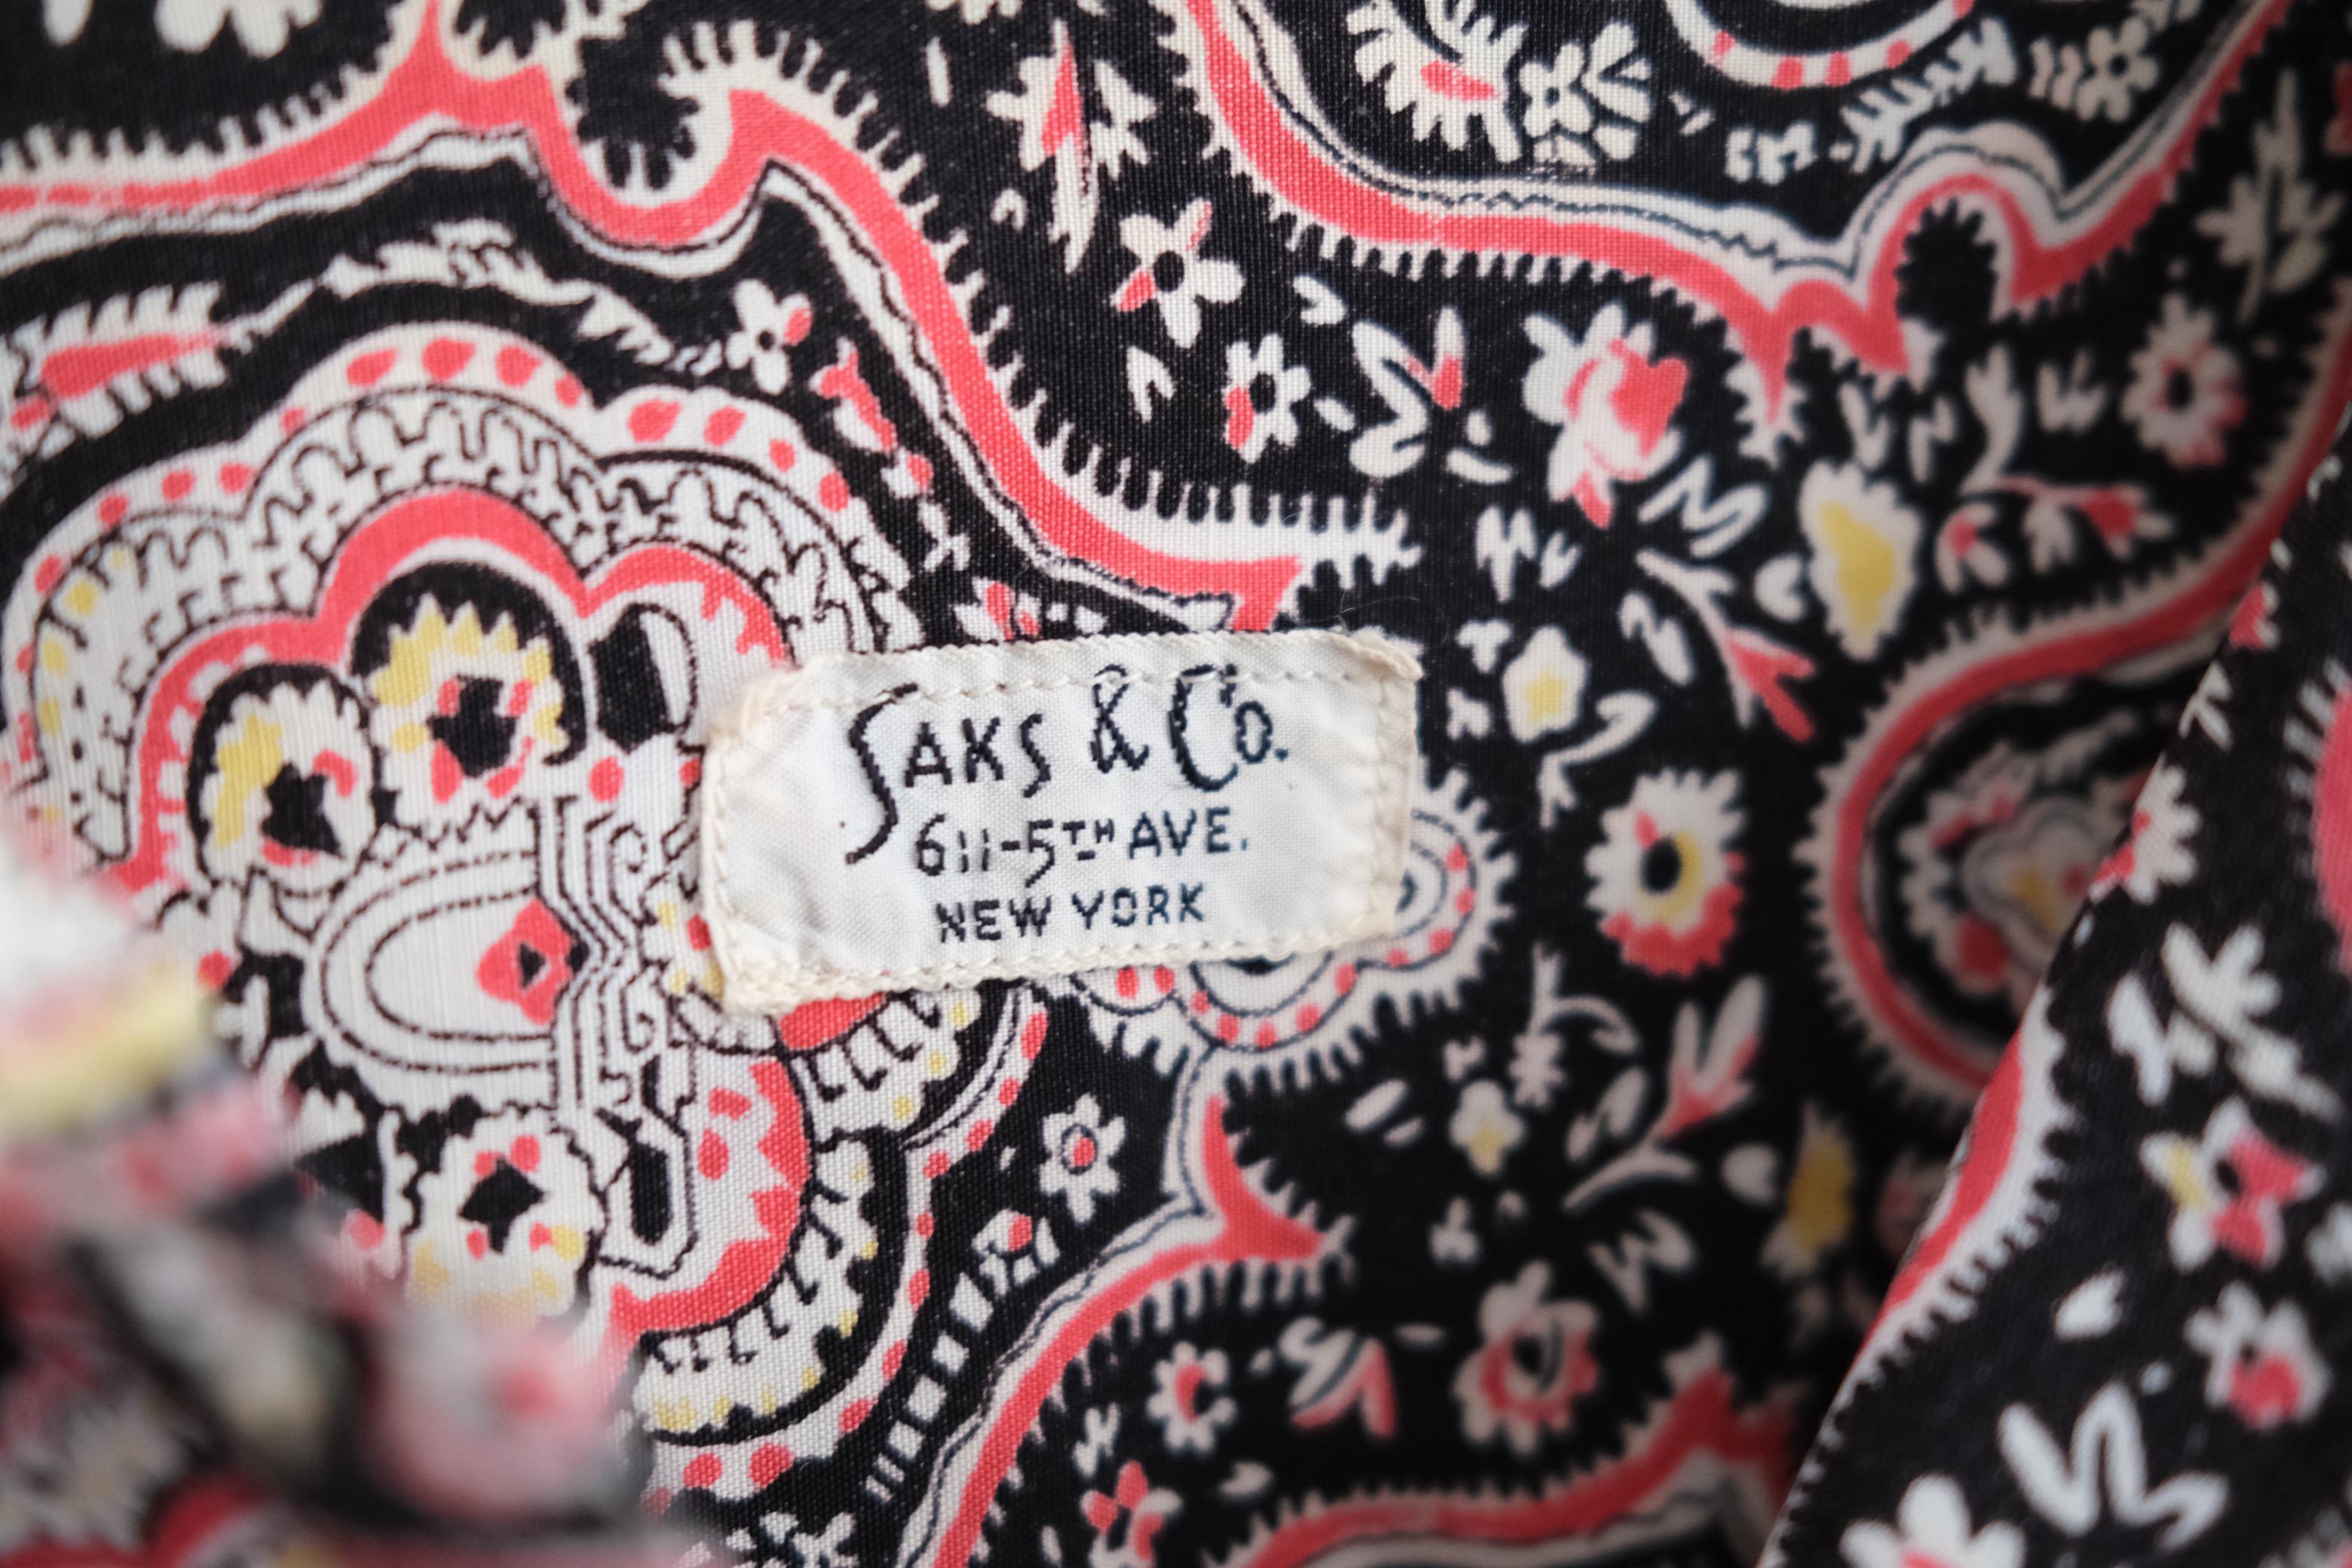 SAKS & Co.
611-5TH AVE.
NEW YORK